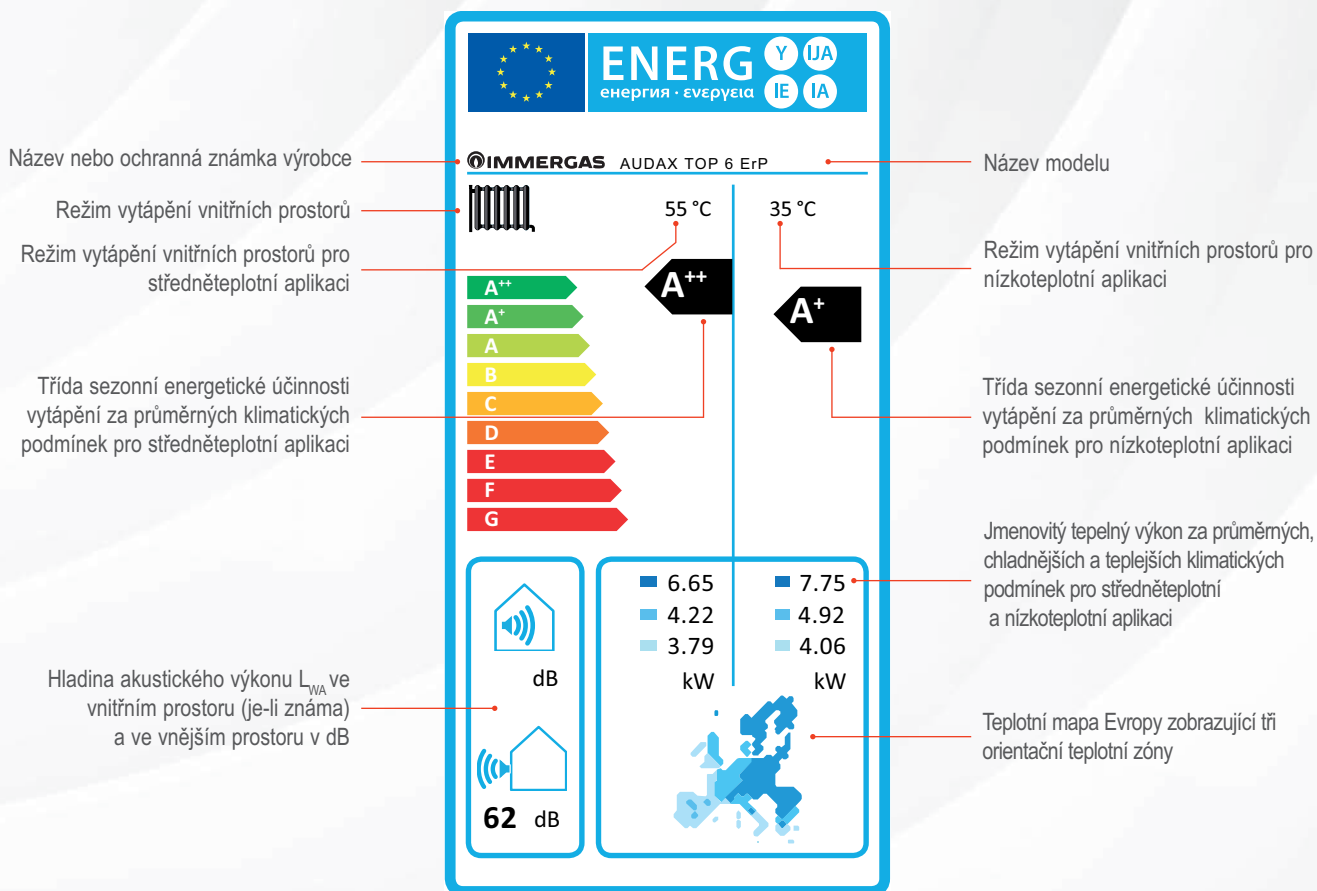 ENERG Y IJA
енергия · ενεργεια IE IA
Název nebo ochranná známka výrobce
IMMERGAS AUDAX TOP 6 ErP
Název modelu
Režim vytápění vnitřních prostorů
55 °C
35 °C
Režim vytápění vnitřních prostorů pro
středněteplotní aplikaci
Režim vytápění vnitřních prostorů pro
nízkoteplotní aplikaci
A++
A+
A++
A+
A
B
C
D
E
F
G
Třída sezonní energetické účinnosti
vytápění za průměrných klimatických
podmínek pro středněteplotní aplikaci
Třída sezonní energetické účinnosti
vytápění za průměrných klimatických
podmínek pro nízkoteplotní aplikaci
Jmenovitý tepelný výkon za průměrných,
chladnějších a teplejších klimatických
podmínek pro středněteplotní
a nízkoteplotní aplikaci
6.65
4.22
3.79
kW
7.75
4.92
4.06
kW
Hladina akustického výkonu LWA ve
vnitřním prostoru (je-li známa)
a ve vnějším prostoru v dB
dB
62 dB
Teplotní mapa Evropy zobrazující tři
orientační teplotní zóny